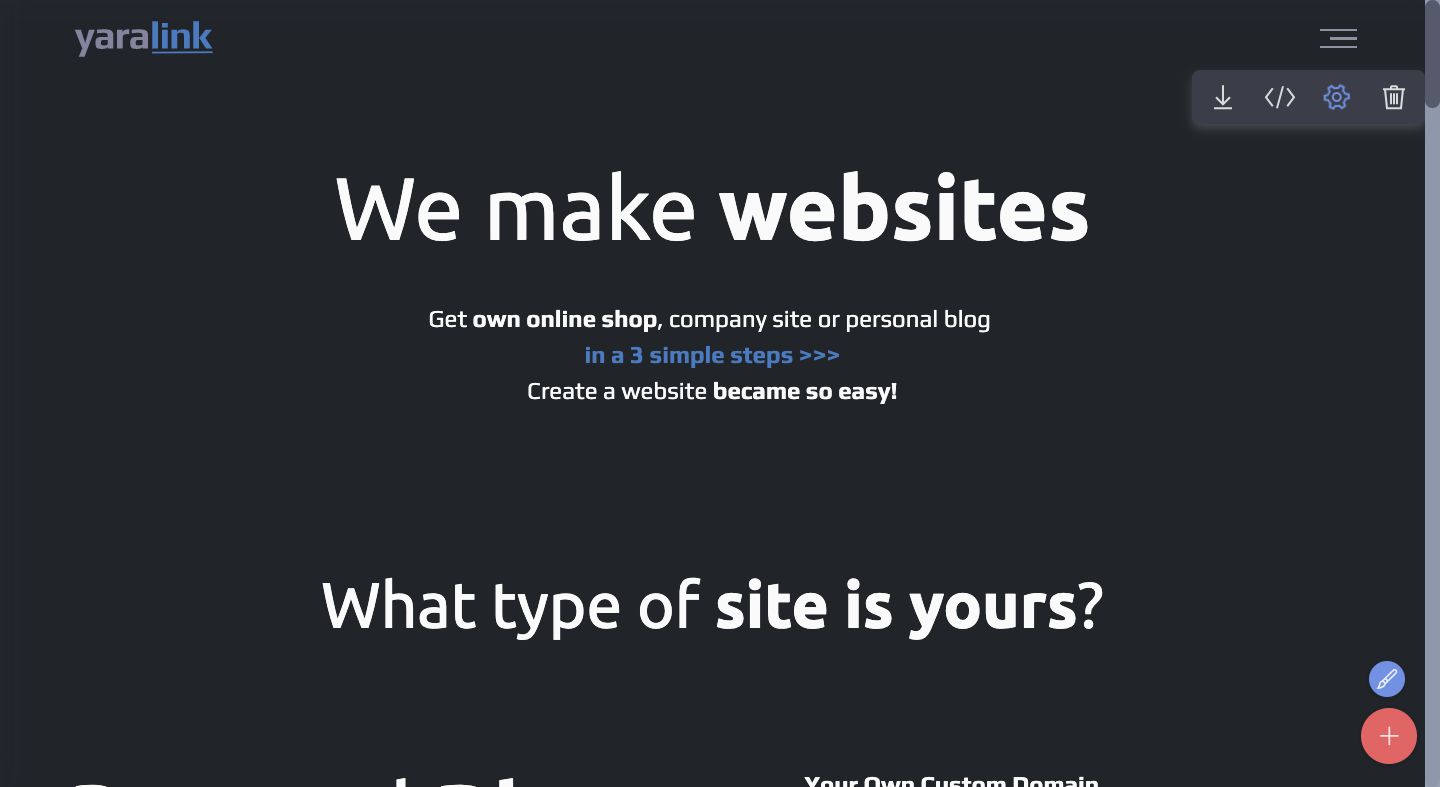 yaralink
We make websites
Get own online shop, company site or personal blog
in a 3 simple steps >>>
Create a website became so easy!
What type of site is yours?
Your Own Custom Domain